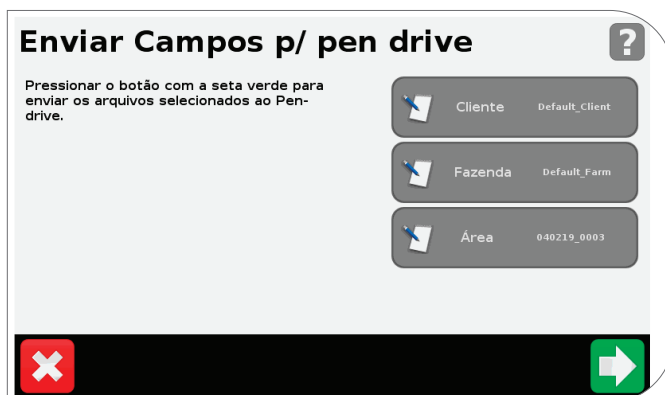 Enviar Campos p/ pen drive
?
Pressionar o botão com a seta verde para
enviar os arquivos selecionados ao Pen-
drive.
Cliente Default_Client
Fazenda Default_Farm
Área 040219_0003